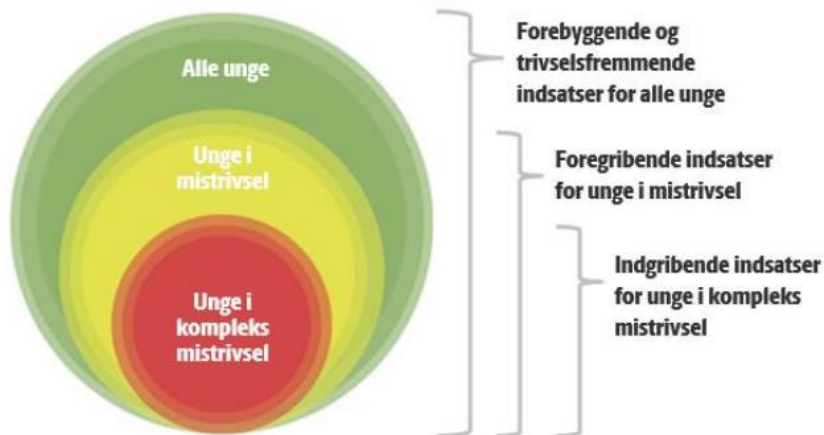 Alle unge
Unge i
mistrivsel
Unge i
kompleks
mistrivsel
Forebyggende og
trivselsfremmende
indsatser for alle unge
Foregribende indsatser
for unge i mistrivsel
Indgribende indsatser
for unge i kompleks
mistrivsel